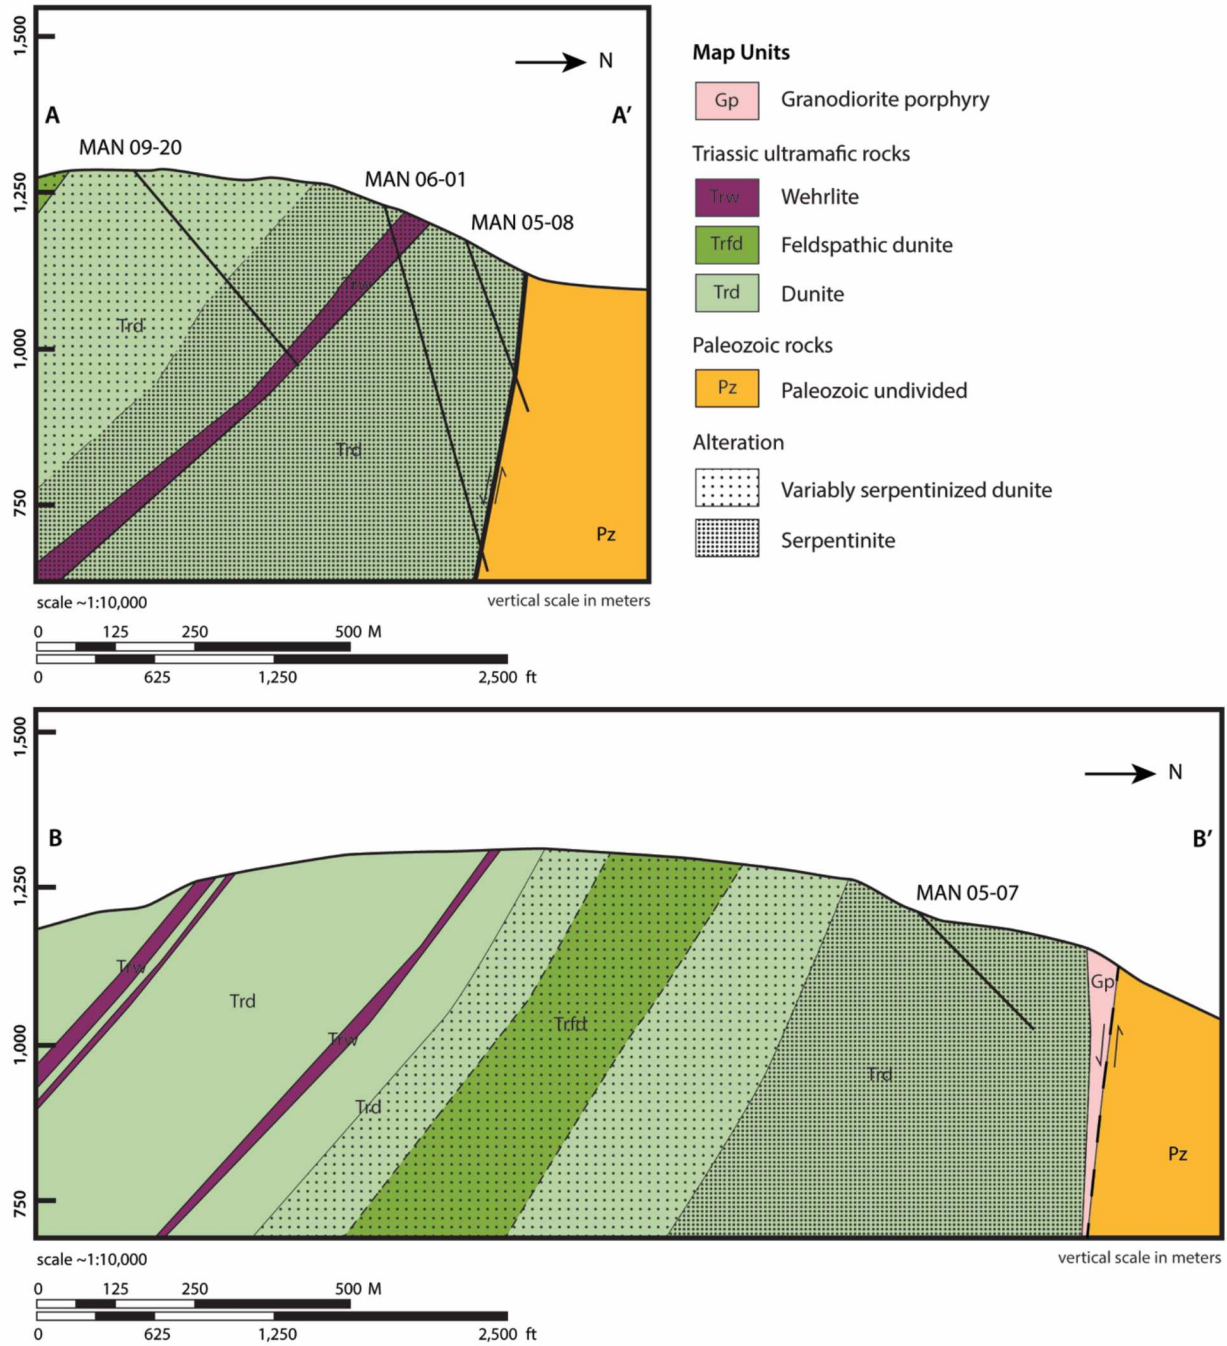 1,500
N
A
A′
MAN 09-20
MAN 06-01
1,250
MAN 05-08
Trw
Trd
1,000
Trd
750
Pz
scale ~1:10,000
vertical scale in meters
0 125 250 500 M
0 625 1,250 2,500 ft
Map Units
Gp Granodiorite porphyry
Triassic ultramafic rocks
Trw Wehrlite
Trfd Feldspathic dunite
Trd Dunite
Paleozoic rocks
Pz Paleozoic undivided
Alteration
Variably serpentinized dunite
Serpentinite
1,500
N
B
B′
1,250
MAN 05-07
Trw
Gp
Trd
Trfd
1,000
Trw
Trd
Trd
Pz
750
scale ~1:10,000
vertical scale in meters
0 125 250 500 M
0 625 1,250 2,500 ft